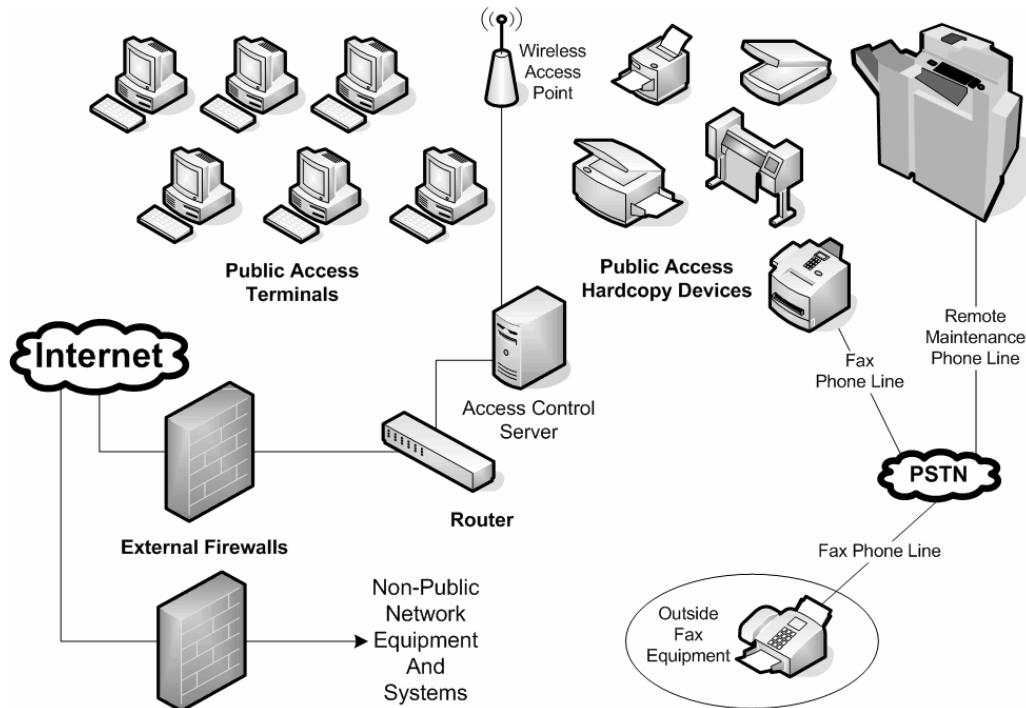 Wireless
Access
Point
Public Access
Terminals
Public Access
Hardcopy Devices
Remote
Maintenance
Phone Line
Internet
Fax
Phone Line
Access Control
Server
PSTN
Router
External Firewalls
Fax Phone Line
Non-Public
Network
Equipment
And
Systems
Outside
Fax
Equipment